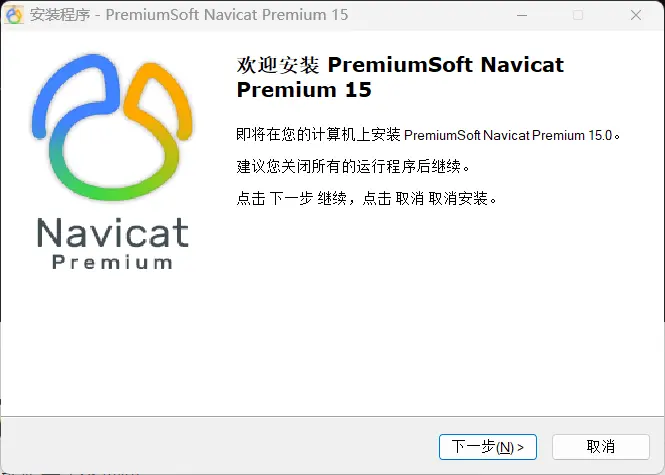 安装程序 - PremiumSoft Navicat Premium 15
欢迎安装 PremiumSoft Navicat
Premium 15
即将在您的计算机上安装 PremiumSoft Navicat Premium 15.0。
建议您关闭所有的运行程序后继续。
点击 下一步 继续，点击 取消 取消安装。
Navicat
Premium
下一步(N) >
取消